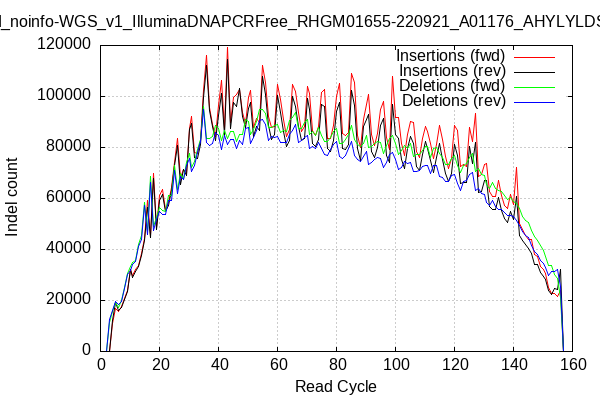 noinfo-WGS_v1_IlluminaDNAPCRFree_RHGM01655-220921_A01176_AHYLYLDS
Insertions (fwd)
Insertions (rev)
Deletions (fwd)
Deletions (rev)
120000
100000
80000
60000
40000
20000
0
Indel count
0 20 40 60 80 100 120 140 160
Read Cycle